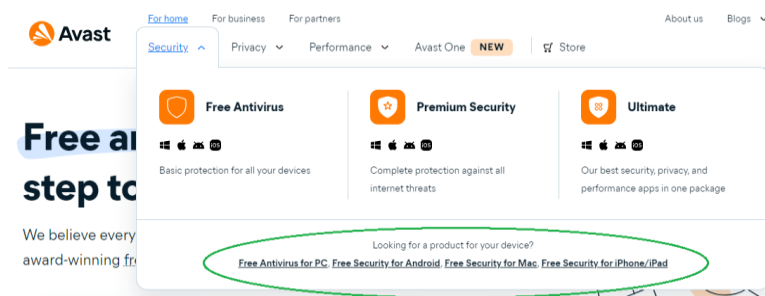 For home For business For partners About us Blogs
Avast
Security Privacy Performance Avast One NEW Store
Free Antivirus Premium Security Ultimate
iOS iOS iOS
Basic protection for all your devices
Complete protection against all
internet threats
Our best security, privacy, and
performance apps in one package
Free
step to
We believe every
award-winning
Looking for a product for your device?
Free Antivirus for PC, Free Security for Android, Free Security for Mac, Free Security for iPhone/iPad